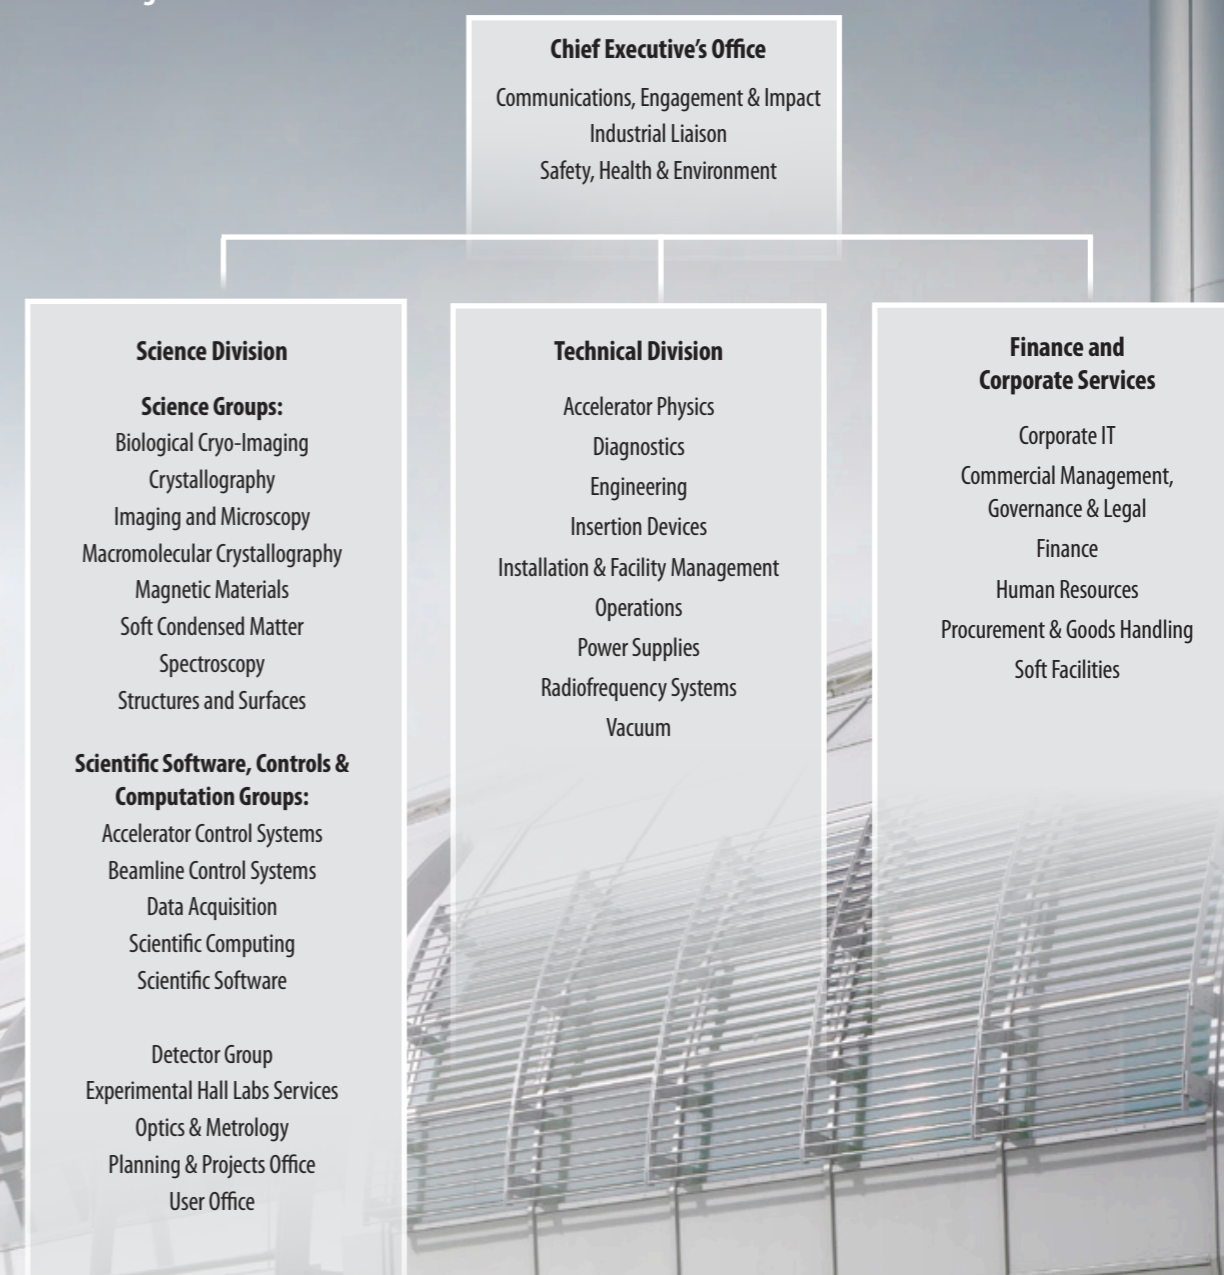 Chief Executive’s Office
Communications, Engagement & Impact
Industrial Liaison
Safety, Health & Environment
Science Division
Science Groups:
Biological Cryo-Imaging
Crystallography
Imaging and Microscopy
Macromolecular Crystallography
Magnetic Materials
Soft Condensed Matter
Spectroscopy
Structures and Surfaces
Scientific Software, Controls &
Computation Groups:
Accelerator Control Systems
Beamline Control Systems
Data Acquisition
Scientific Computing
Scientific Software
Detector Group
Experimental Hall Labs Services
Optics & Metrology
Planning & Projects Office
User Office
Technical Division
Accelerator Physics
Diagnostics
Engineering
Insertion Devices
Installation & Facility Management
Operations
Power Supplies
Radiofrequency Systems
Vacuum
Finance and
Corporate Services
Corporate IT
Commercial Management,
Governance & Legal
Finance
Human Resources
Procurement & Goods Handling
Soft Facilities